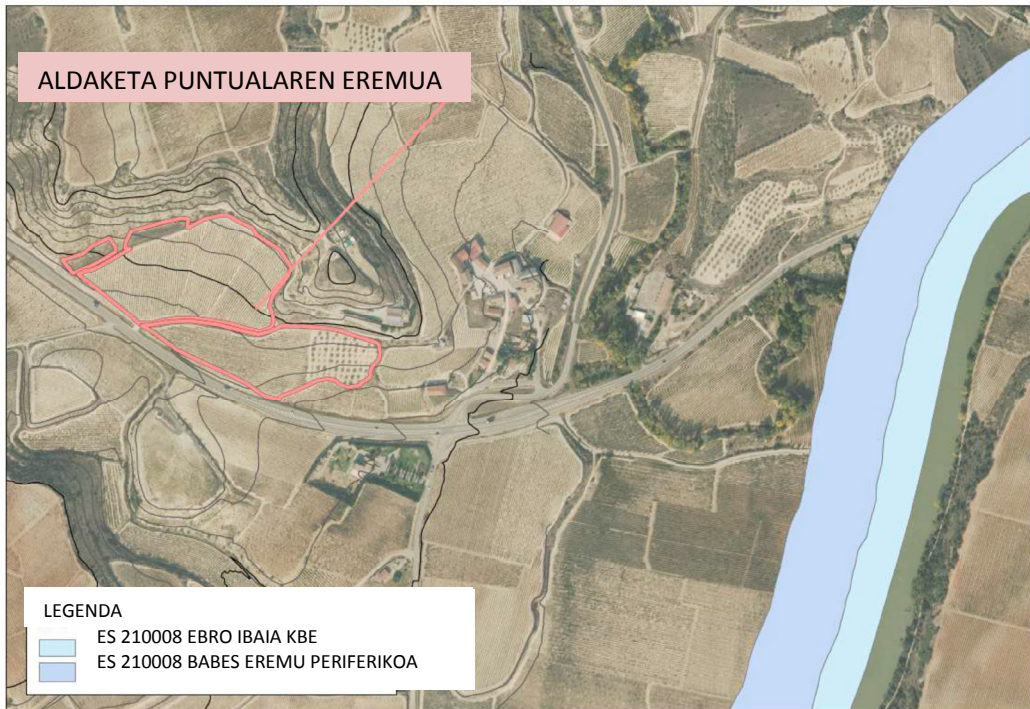 ALDAKETA PUNTUALAREN EREMUA
LEGENDA
ES 210008 EBRO IBAIA KBE
ES 210008 BABES EREMU PERIFERIKOA